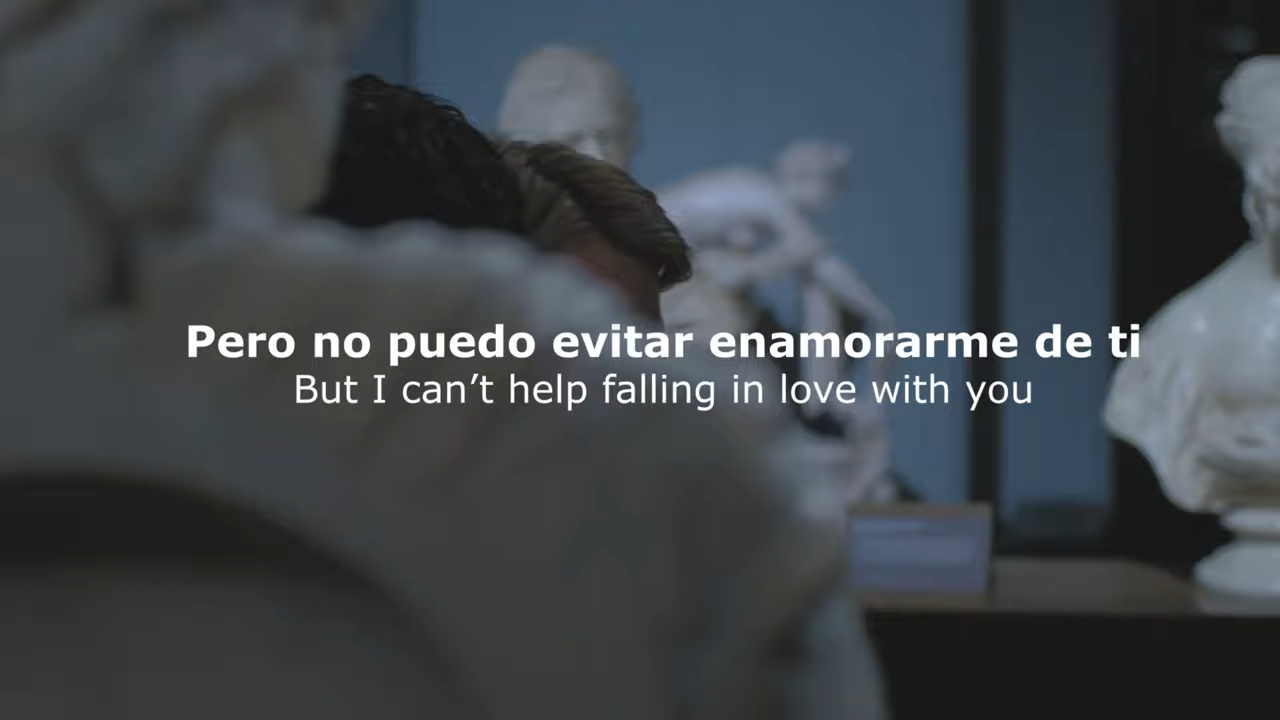 Pero no puedo evitar enamorarme de ti
But I can’t help falling in love with you